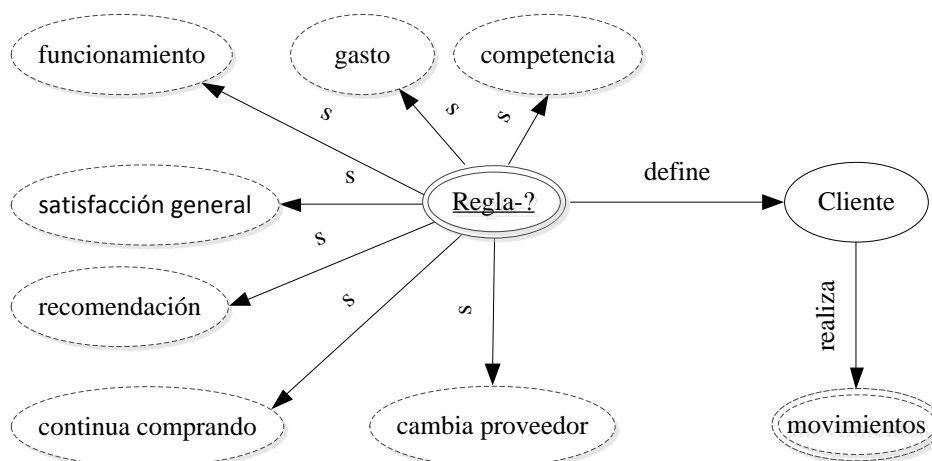 funcionamiento
gasto
competencia
s
s
s
s
define
satisfacción general
Regla-?
Cliente
s
recomendación
s
s
realiza
continua comprando
cambia proveedor
movimientos